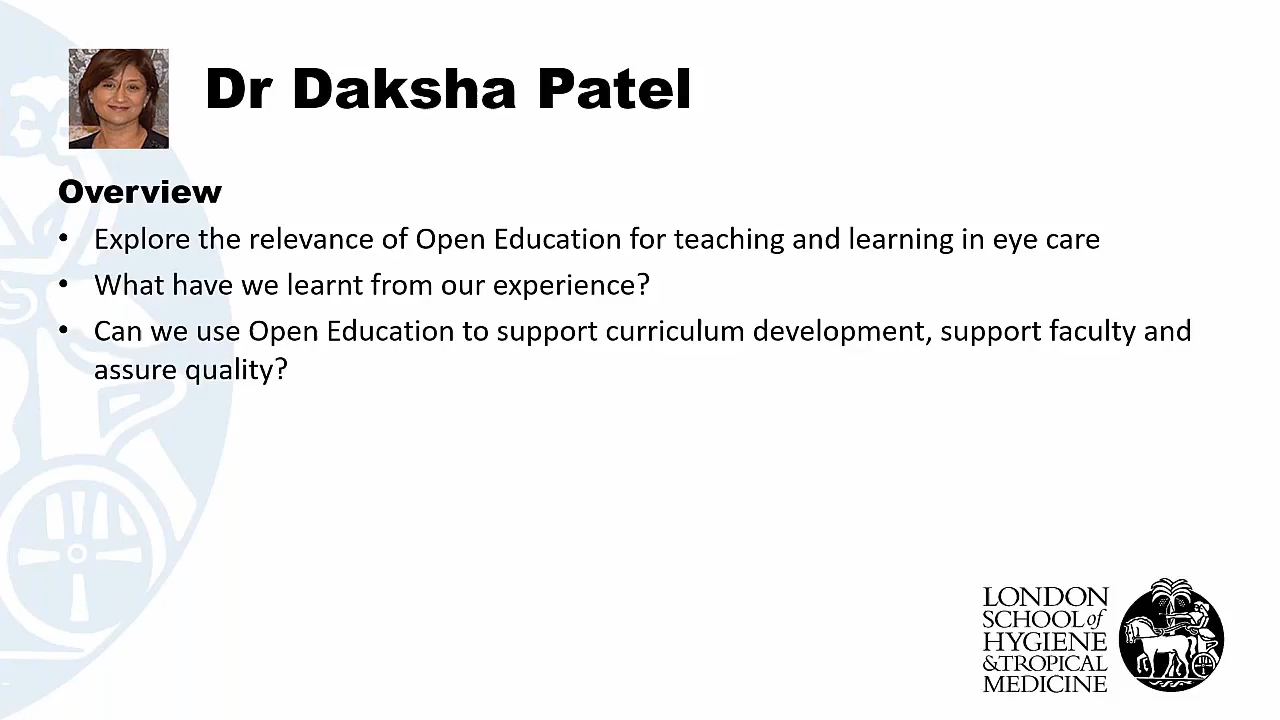 Dr Daksha Patel
Overview
• Explore the relevance of Open Education for teaching and learning in eye care
• What have we learnt from our experience?
• Can we use Open Education to support curriculum development, support faculty and
assure quality?
LONDON
SCHOOL of
HYGIENE
&TROPICAL
MEDICINE